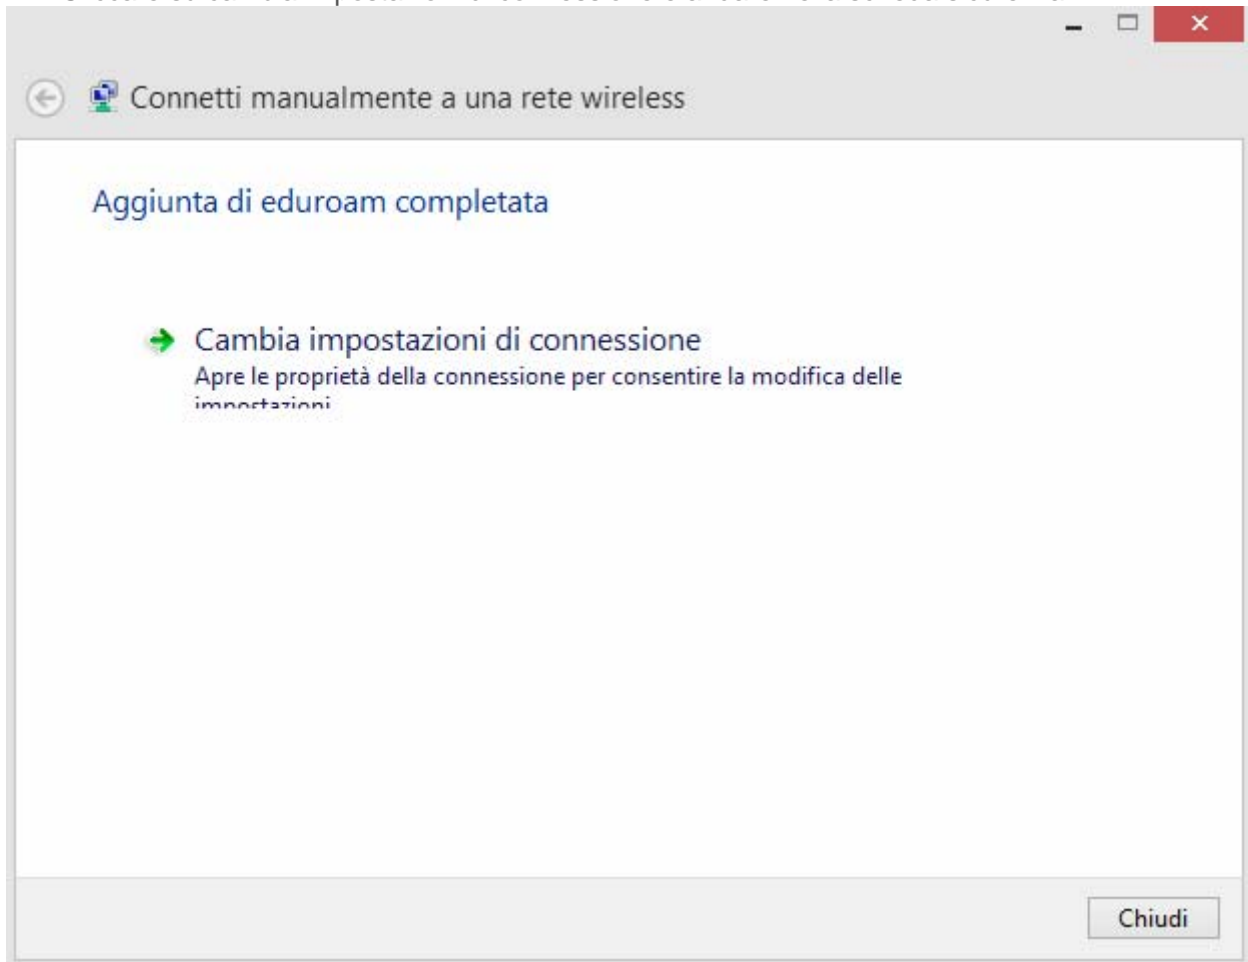 Connetti manualmente a una rete wireless
Aggiunta di eduroam completata
Cambia impostazioni di connessione
Apre le proprietà della connessione per consentire la modifica delle
impostazioni
Chiudi